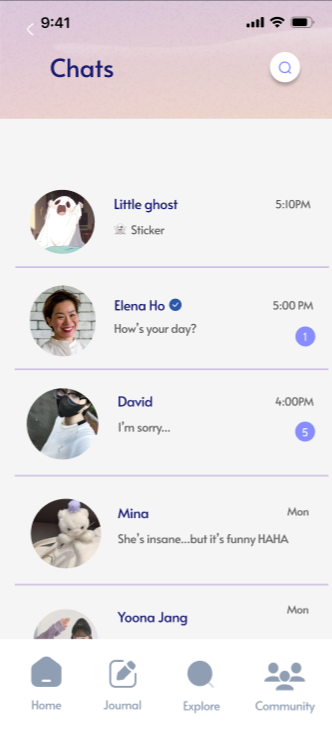 9:41
Chats
Little ghost 5:10PM
Sticker
Elena Ho 5:00 PM
How's your day? 1
David 4:00PM
I'm sorry... 5
Mina Mon
She's insane...but it's funny HAHA
Yoona Jang Mon
Home Journal Explore Community